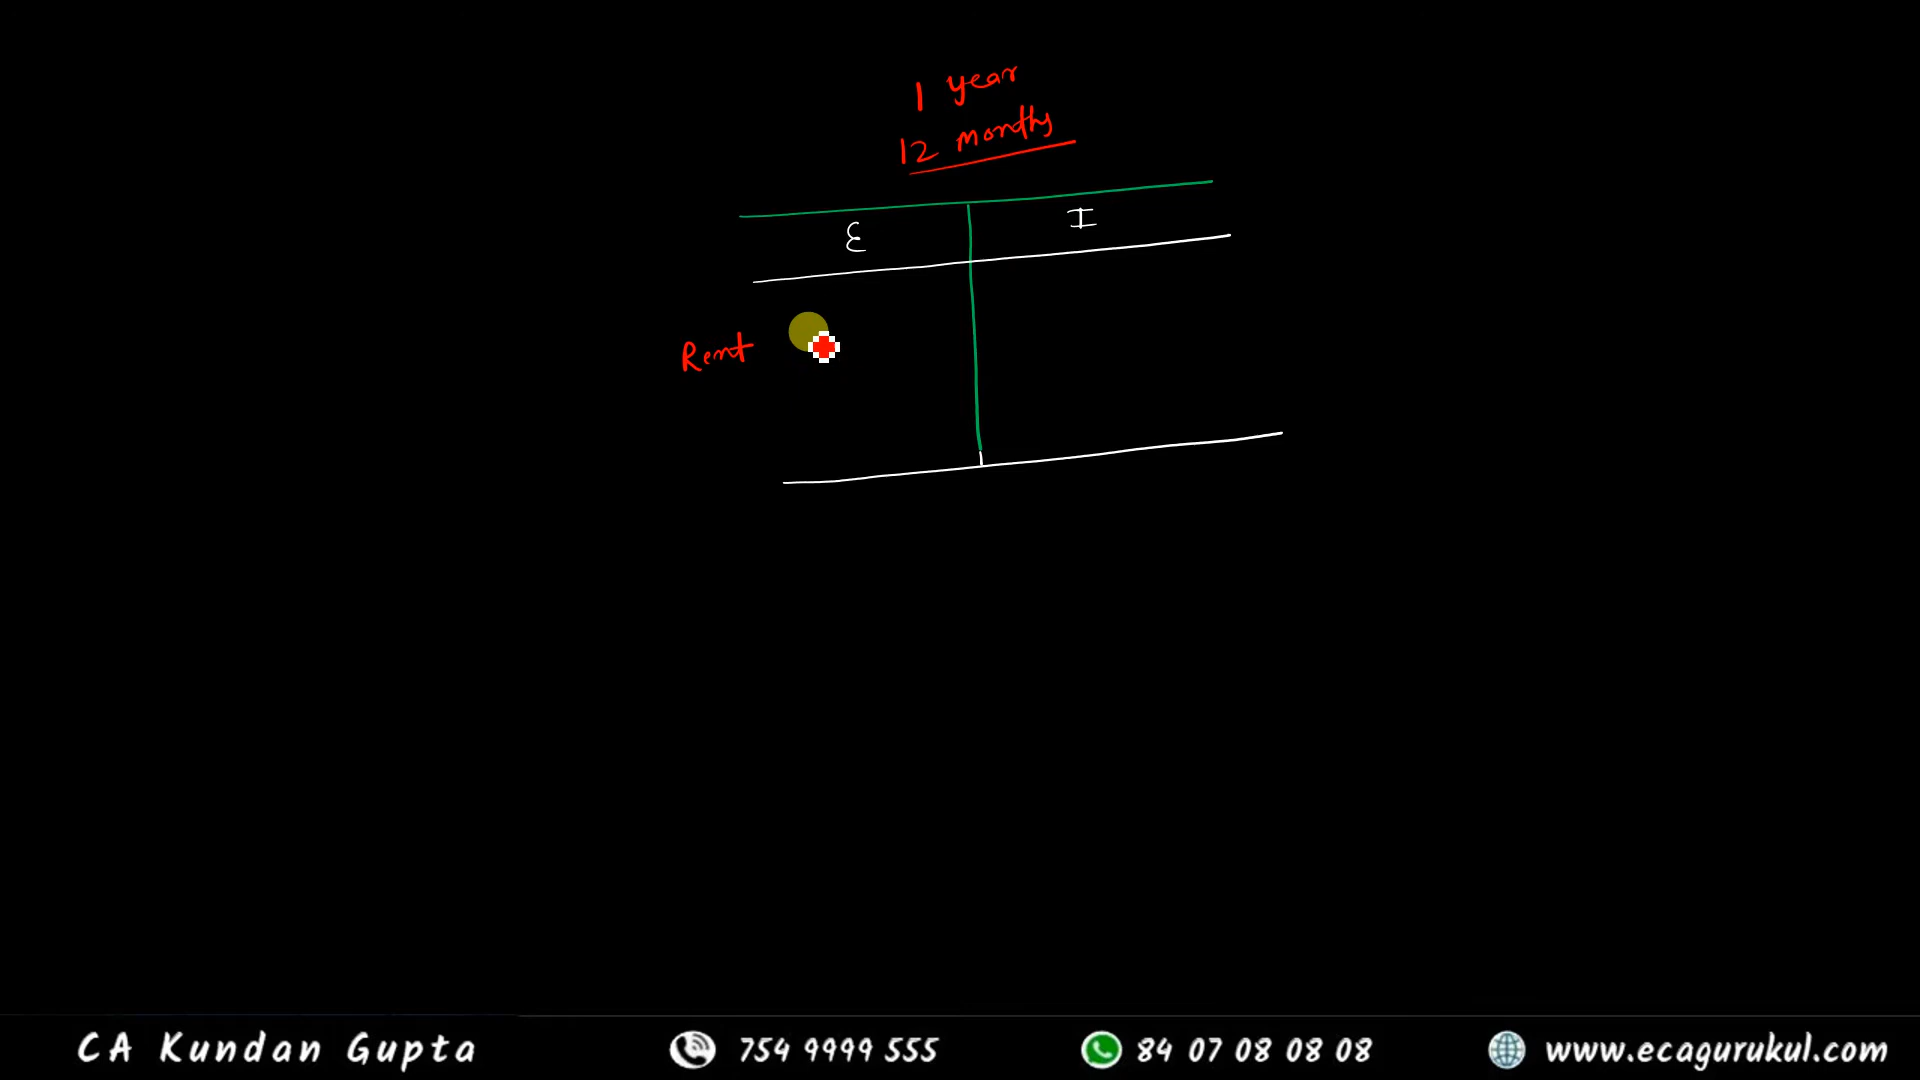 1 year
12 months
E I
Rent
CA Kundan Gupta 754 9999 555 84 07 08 08 08 www.ecagurukul.com